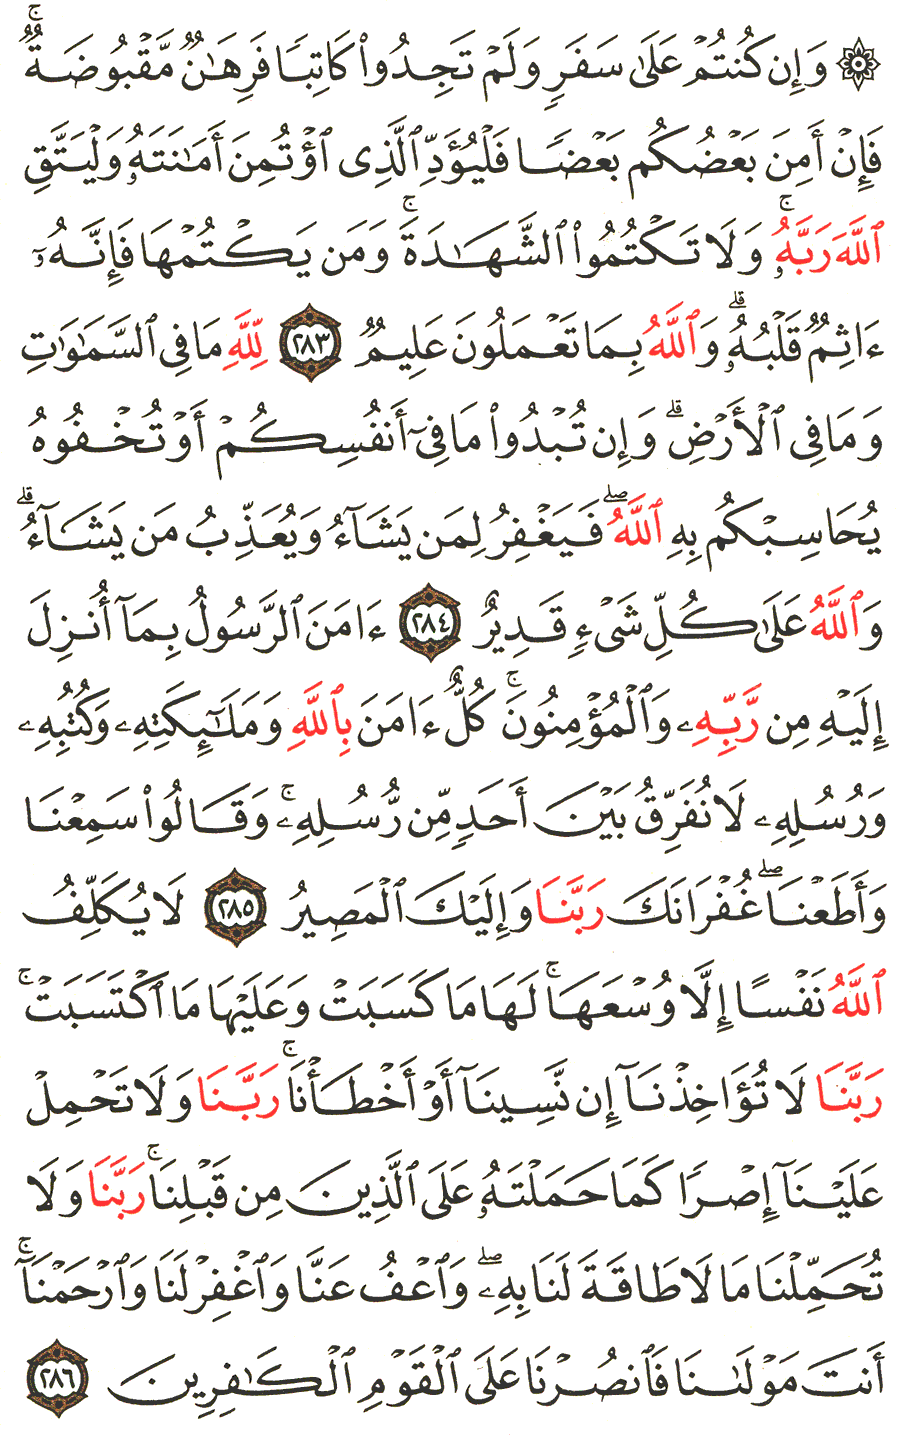 ۞ وَإِن كُنتُمْ عَلَىٰ سَفَرٍ وَلَمْ تَجِدُوا۟ كَاتِبًا فَرِهَـٰنٌ مَّقْبُوضَةٌ ۖ
فَإِنْ أَمِنَ بَعْضُكُم بَعْضًا فَلْيُؤَدِّ ٱلَّذِى ٱؤْتُمِنَ أَمَـٰنَتَهُۥ وَلْيَتَّقِ
ٱللَّهَ رَبَّهُۥ ۚ وَلَا تَكْتُمُوا۟ ٱلشَّهَـٰدَةَ ۚ وَمَن يَكْتُمْهَا فَإِنَّهُۥٓ
ءَاثِمٌ قَلْبُهُۥ ۗ وَٱللَّهُ بِمَا تَعْمَلُونَ عَلِيمٌ ٢٨٣ لِّلَّهِ مَا فِى ٱلسَّمَـٰوَٰتِ
وَمَا فِى ٱلْأَرْضِ ۗ وَإِن تُبْدُوا۟ مَا فِىٓ أَنفُسِكُمْ أَوْ تُخْفُوهُ
يُحَاسِبْكُم بِهِ ٱللَّهُ ۖ فَيَغْفِرُ لِمَن يَشَآءُ وَيُعَذِّبُ مَن يَشَآءُ ۗ
وَٱللَّهُ عَلَىٰ كُلِّ شَىْءٍ قَدِيرٌ ٢٨٤ ءَامَنَ ٱلرَّسُولُ بِمَآ أُنزِلَ
إِلَيْهِ مِن رَّبِّهِۦ وَٱلْمُؤْمِنُونَ ۚ كُلٌّ ءَامَنَ بِٱللَّهِ وَمَلَـٰٓئِكَتِهِۦ وَكُتُبِهِۦ
وَرُسُلِهِۦ لَا نُفَرِّقُ بَيْنَ أَحَدٍ مِّن رُّسُلِهِۦ ۚ وَقَالُوا۟ سَمِعْنَا
وَأَطَعْنَا ۖ غُفْرَانَكَ رَبَّنَا وَإِلَيْكَ ٱلْمَصِيرُ ٢٨٥ لَا يُكَلِّفُ
ٱللَّهُ نَفْسًا إِلَّا وُسْعَهَا ۚ لَهَا مَا كَسَبَتْ وَعَلَيْهَا مَا ٱكْتَسَبَتْ ۚ
رَبَّنَا لَا تُؤَاخِذْنَآ إِن نَّسِينَآ أَوْ أَخْطَأْنَا ۚ رَبَّنَا وَلَا تَحْمِلْ
عَلَيْنَآ إِصْرًا كَمَا حَمَلْتَهُۥ عَلَى ٱلَّذِينَ مِن قَبْلِنَا ۚ رَبَّنَا وَلَا
تُحَمِّلْنَا مَا لَا طَاقَةَ لَنَا بِهِۦ ۖ وَٱعْفُ عَنَّا وَٱغْفِرْ لَنَا وَٱرْحَمْنَآ ۚ
أَنتَ مَوْلَىٰنَا فَٱنصُرْنَا عَلَى ٱلْقَوْمِ ٱلْكَـٰفِرِينَ ٢٨٦